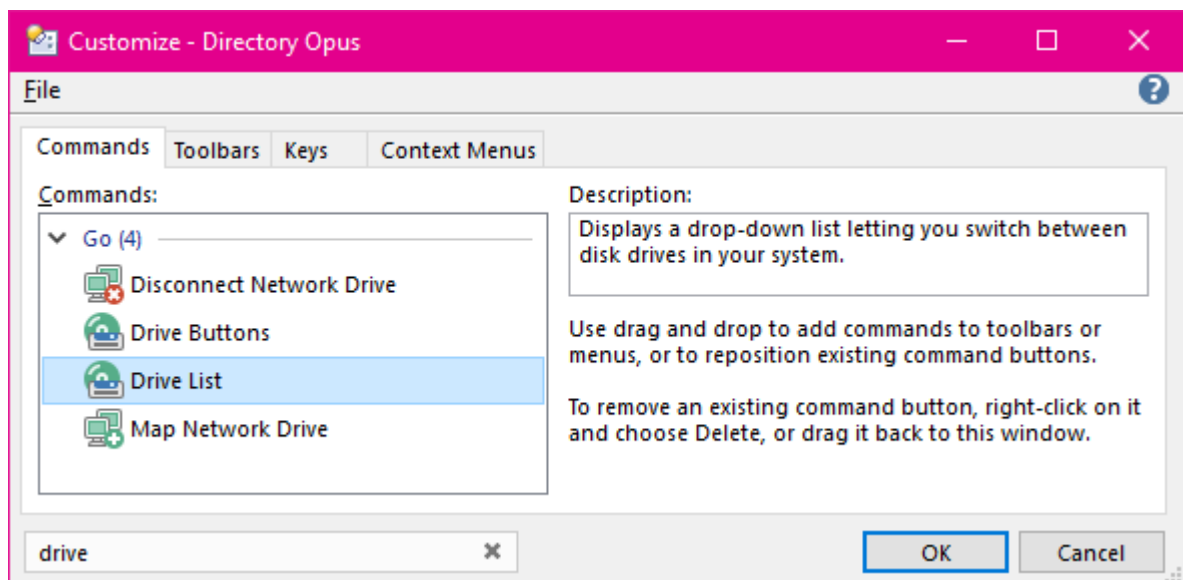 Customize - Directory Opus
File
Commands
Toolbars
Keys
Context Menus
Commands:
Go (4)
Disconnect Network Drive
Drive Buttons
Drive List
Map Network Drive
Description:
Displays a drop-down list letting you switch between
disk drives in your system.
Use drag and drop to add commands to toolbars or
menus, or to reposition existing command buttons.
To remove an existing command button, right-click on it
and choose Delete, or drag it back to this window.
drive
OK
Cancel